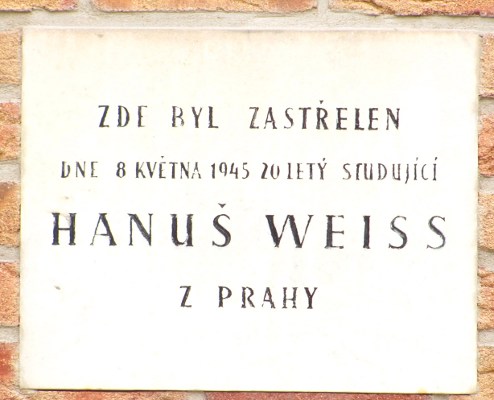 ZDE BYL ZASTŘELEN
DNE 8 KVĚTNA 1945 20LETÝ STUDUJÍCÍ
HANUŠ WEISS
Z PRAHY